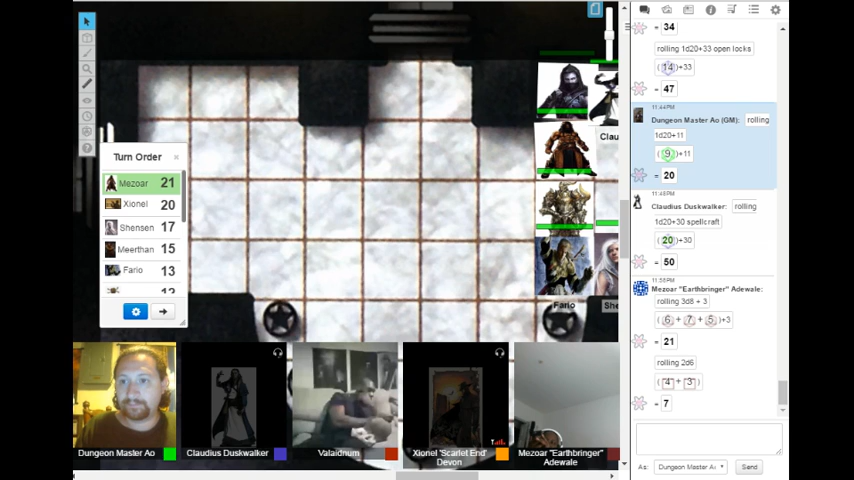 Turn Order
Mezoar 21
Xionel 20
Shensen 17
Meerthan 15
Fario 13
12
Clau
Fario
She
Dungeon Master Ao
Claudius Duskwalker
Valaidnum
Xionel 'Scarlet End'
Devon
Mezoar "Earthbringer"
Adewale
= 34
rolling 1d20+33 open locks
(14)+33
= 47
11:44PM
Dungeon Master Ao (GM): rolling
1d20+11
(9)+11
= 20
Claudius Duskwalker: rolling
1d20+30 spellcraft
(20)+30
= 50
11:58PM
Mezoar "Earthbringer" Adewale:
rolling 3d8 + 3
(6+7+5)+3
= 21
rolling 2d6
(4+3)
= 7
As: Dungeon Master A Send